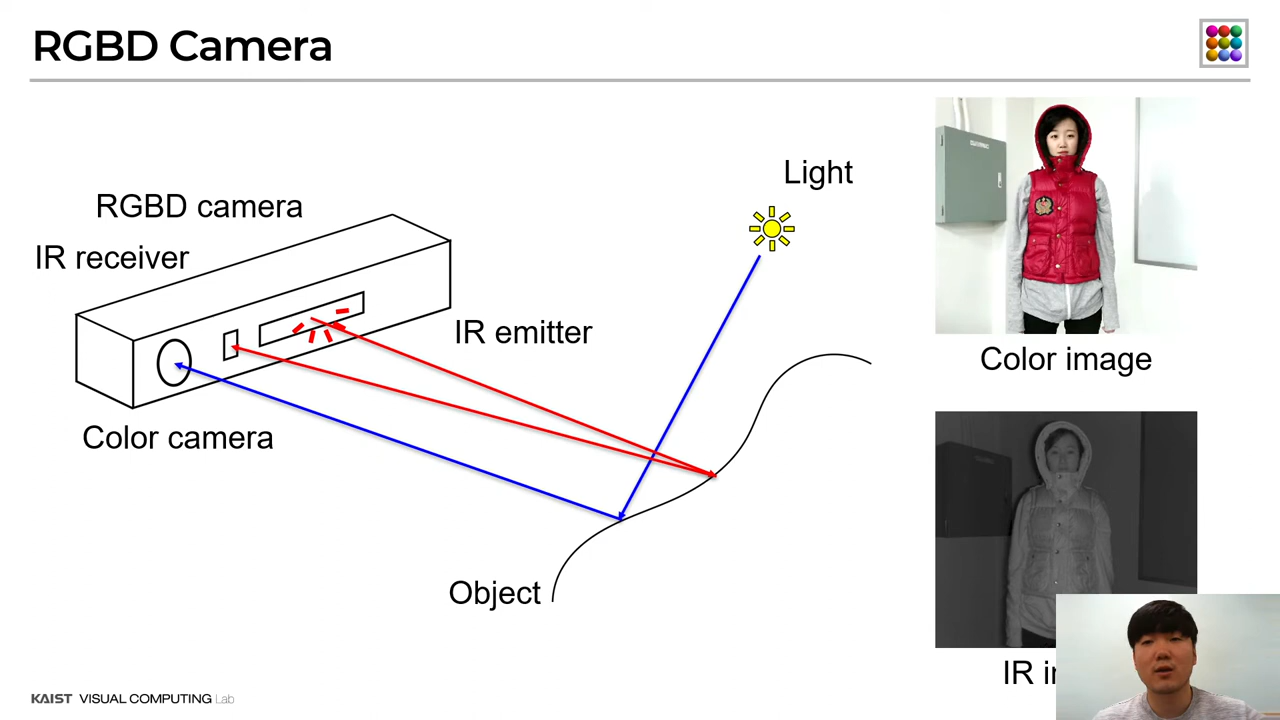 RGBD Camera
Light
RGBD camera
IR receiver
IR emitter
Color camera
Object
Color image
IR
KAIST VISUAL COMPUTING Lab